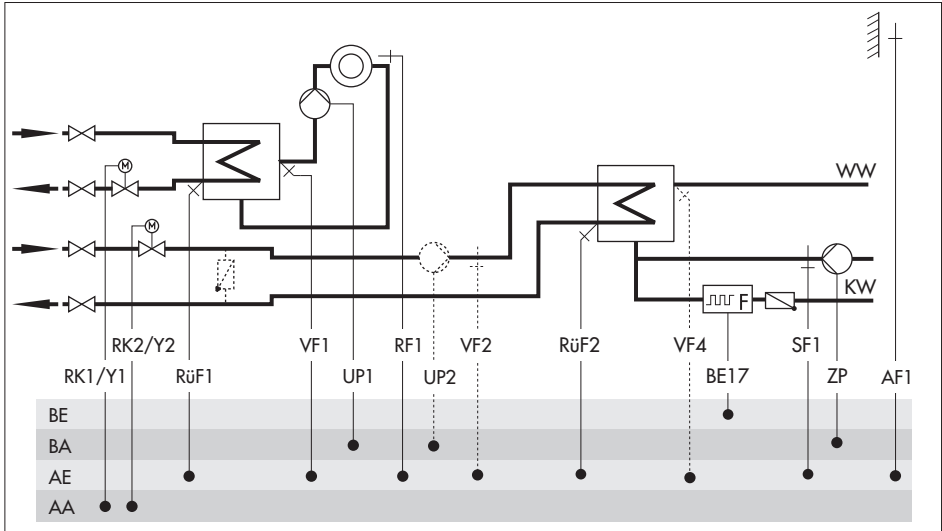 M
M
WW
F
KW
RK2/Y2 VF1 RF1 VF2 RüF2 VF4 SF1
RK1/Y1 RüF1 UP1 UP2 BE17 ZP AF1
BE
BA
AE
AA